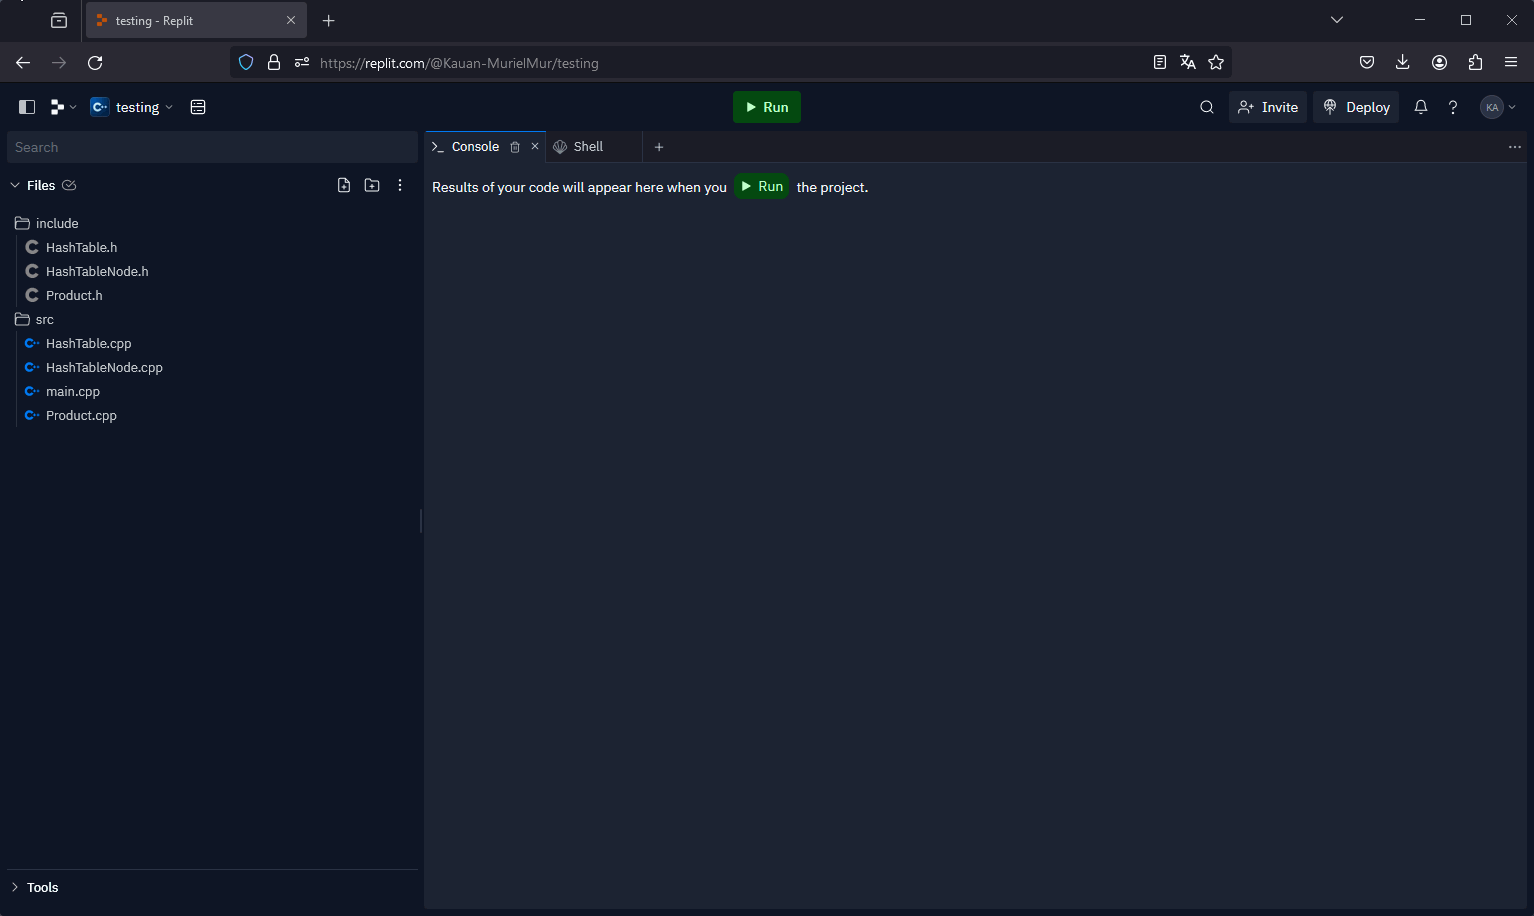 testing - Replit
https://replit.com/@Kauan-MurielMur/testing
C++ testing
Run
Invite
Deploy
?
KA
Search
Console
Shell
Files
Results of your code will appear here when you Run the project.
include
C HashTable.h
C HashTableNode.h
C Product.h
src
C++ HashTable.cpp
C++ HashTableNode.cpp
C++ main.cpp
C++ Product.cpp
Tools